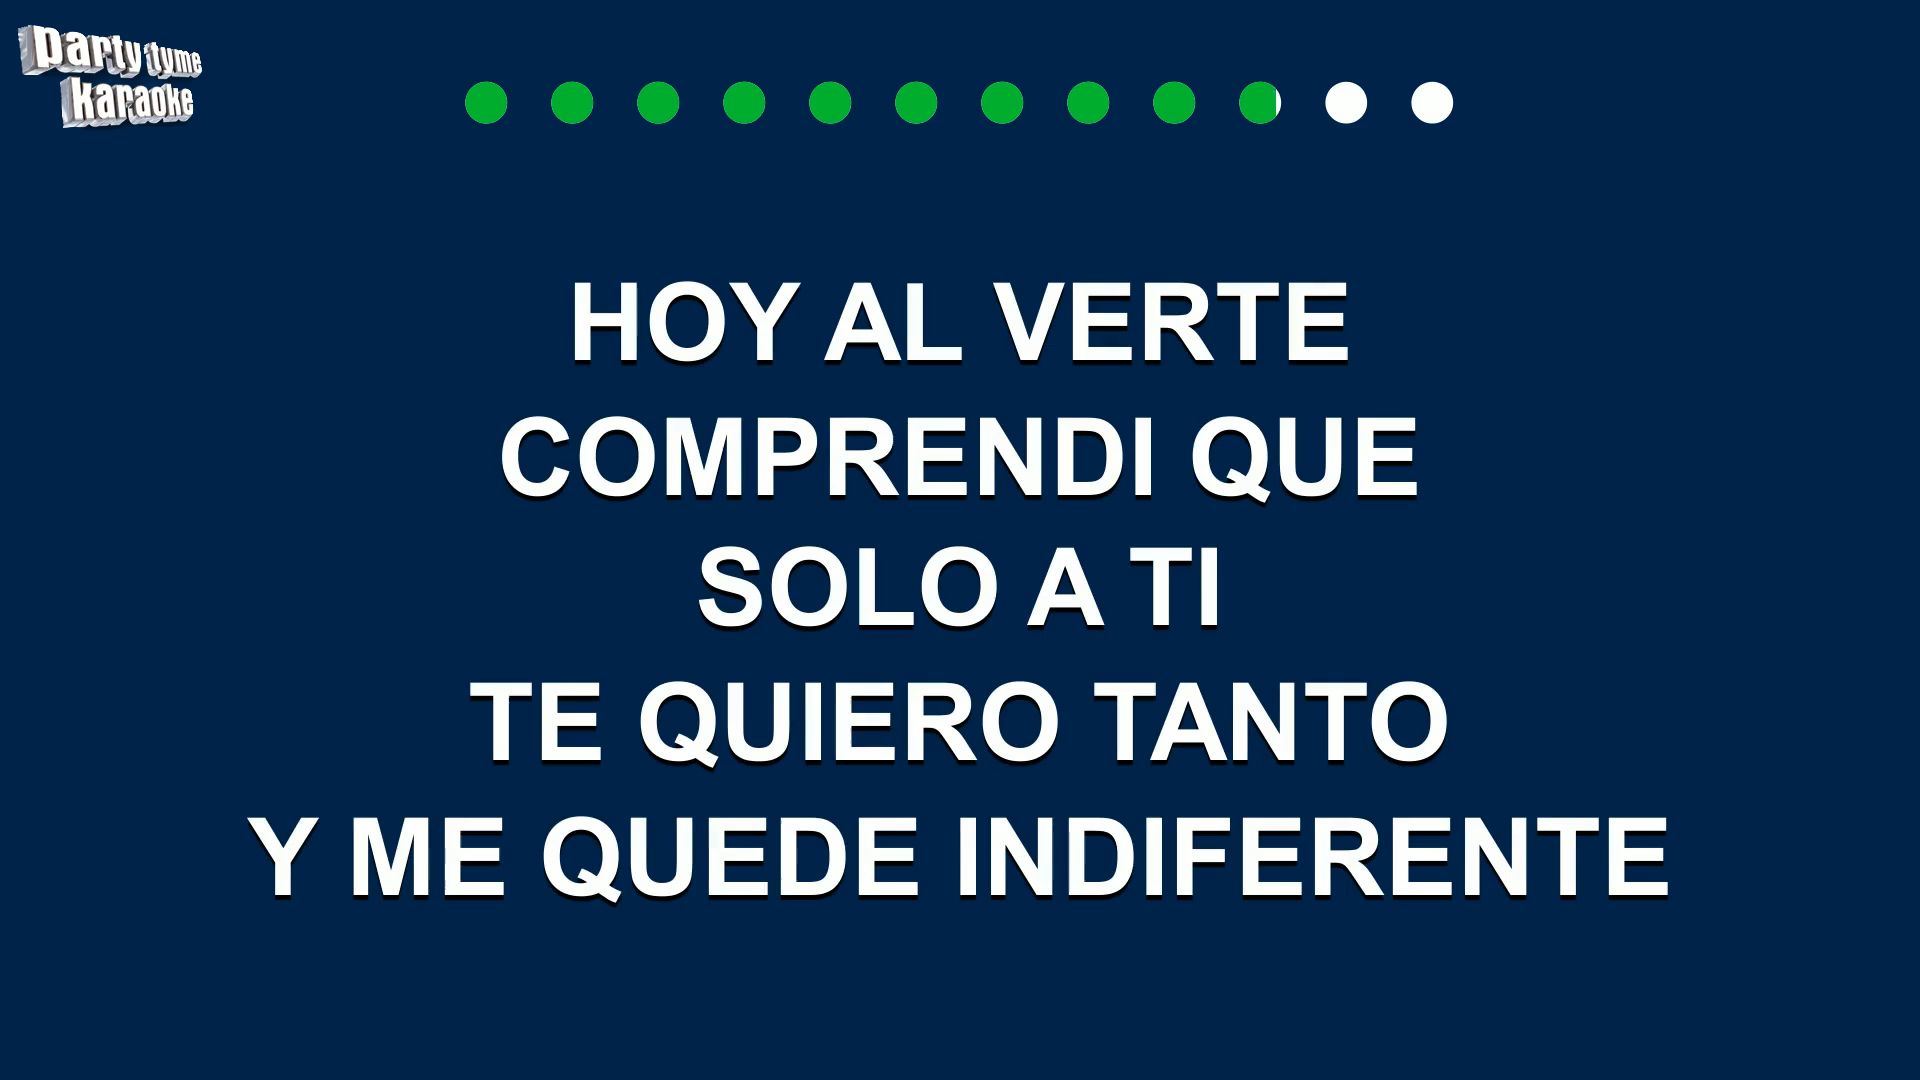 party tyme
karaoke
HOY AL VERTE
COMPRENDI QUE
SOLO A TI
TE QUIERO TANTO
Y ME QUEDE INDIFERENTE